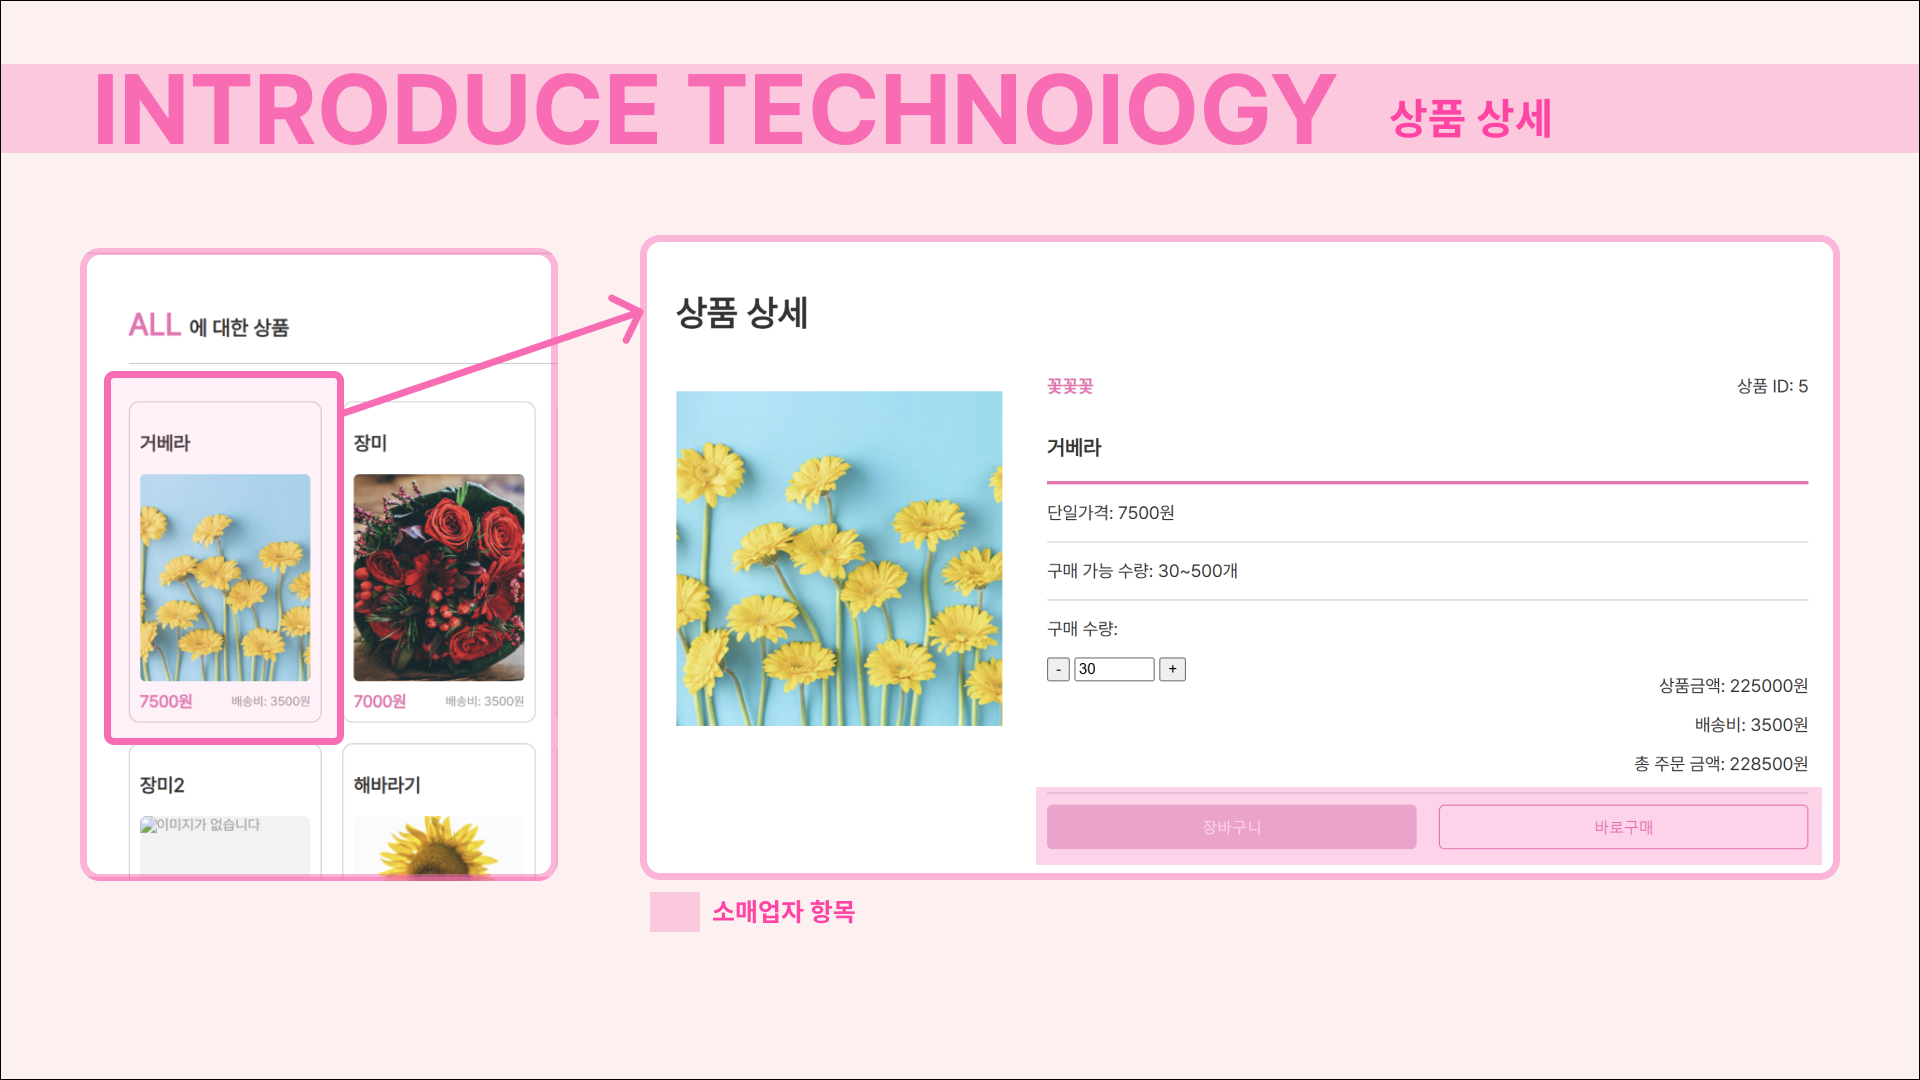 INTRODUCE TECHNOIOGY 상품 상세
ALL 에 대한 상품
거베라
7500원 배송비: 3500원
장미
7000원 배송비: 3500원
장미2
이미지가 없습니다
해바라기
상품 상세
꽃꽃꽃 상품 ID: 5
거베라
단일가격: 7500원
구매 가능 수량: 30~500개
구매 수량:
- 30 +
상품금액: 225000원
배송비: 3500원
총 주문 금액: 228500원
장바구니 바로구매
소매업자 항목